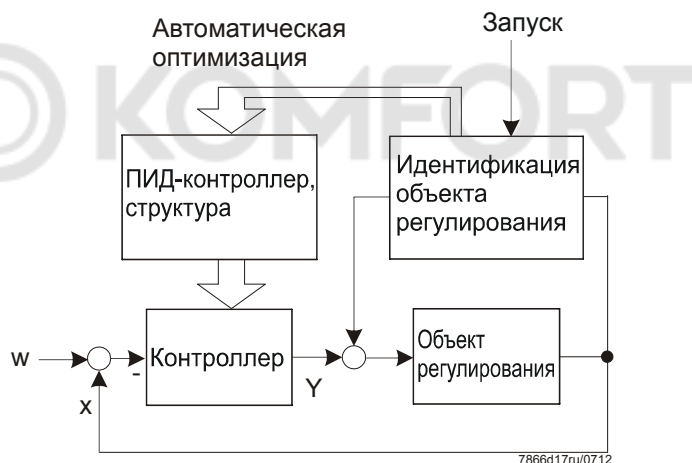 Автоматическая
оптимизация
Запуск
KOMFORT
ПИД-контроллер,
структура
Идентификация
объекта
регулирования
w
-
Контроллер
Y
Объект
регулирования
x
7866d17ru/0712